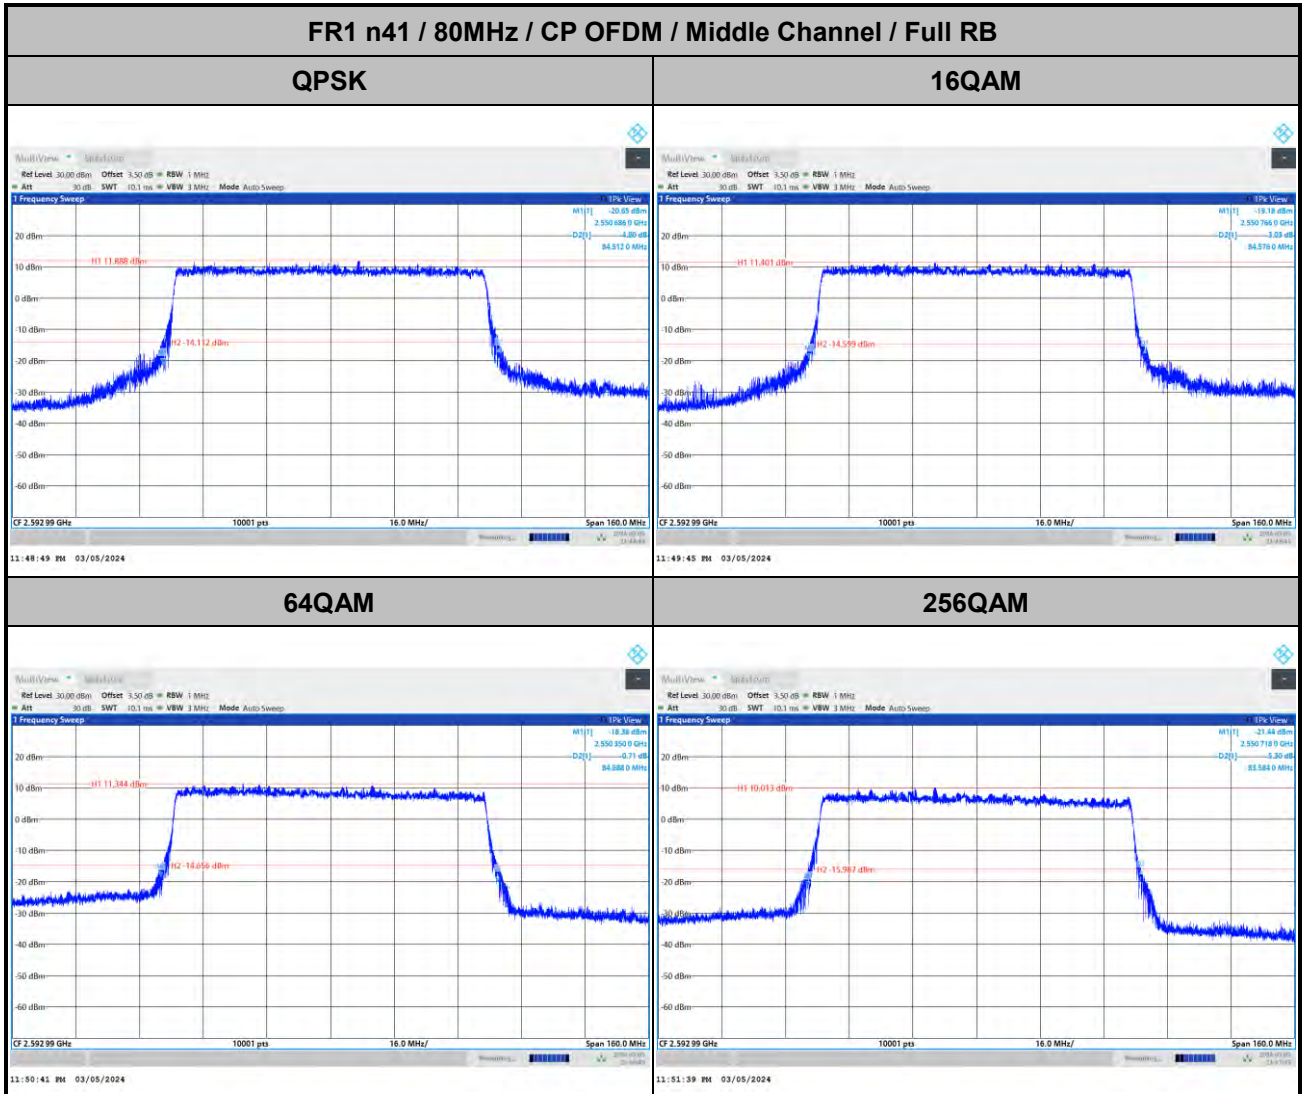 FR1 n41 / 80MHz / CP OFDM / Middle Channel / Full RB
QPSK
16QAM
MultiView
Ref Level 30.00 dBm Offset 3.50 dB RBW 1 MHz
Att 30 dB SWT 10.1 ms VBW 3 MHz Mode Auto Sweep
1 Frequency Sweep 1Pk View
M1[1] -20.65 dBm
2.550 686 0 GHz
20 dBm D2[1] -4.80 dB
84.512 0 MHz
H1 11.888 dBm
10 dBm
0 dBm
-10 dBm
H2 -14.112 dBm
-20 dBm
-30 dBm
-40 dBm
-50 dBm
-60 dBm
CF 2.592 99 GHz 10001 pts 16.0 MHz/ Span 160.0 MHz
11:48:49 PM 03/05/2024
MultiView
Ref Level 30.00 dBm Offset 3.50 dB RBW 1 MHz
Att 30 dB SWT 10.1 ms VBW 3 MHz Mode Auto Sweep
1 Frequency Sweep 1Pk View
M1[1] -19.18 dBm
2.550 766 0 GHz
20 dBm D2[1] -3.03 dB
84.576 0 MHz
H1 11.401 dBm
10 dBm
0 dBm
-10 dBm
H2 -14.599 dBm
-20 dBm
-30 dBm
-40 dBm
-50 dBm
-60 dBm
CF 2.592 99 GHz 10001 pts 16.0 MHz/ Span 160.0 MHz
11:49:45 PM 03/05/2024
64QAM
256QAM
MultiView
Ref Level 30.00 dBm Offset 3.50 dB RBW 1 MHz
Att 30 dB SWT 10.1 ms VBW 3 MHz Mode Auto Sweep
1 Frequency Sweep 1Pk View
M1[1] -18.38 dBm
2.550 350 0 GHz
20 dBm D2[1] -0.71 dB
84.688 0 MHz
H1 11.344 dBm
10 dBm
0 dBm
-10 dBm
H2 -14.656 dBm
-20 dBm
-30 dBm
-40 dBm
-50 dBm
-60 dBm
CF 2.592 99 GHz 10001 pts 16.0 MHz/ Span 160.0 MHz
11:50:41 PM 03/05/2024
MultiView
Ref Level 30.00 dBm Offset 3.50 dB RBW 1 MHz
Att 30 dB SWT 10.1 ms VBW 3 MHz Mode Auto Sweep
1 Frequency Sweep 1Pk View
M1[1] -21.44 dBm
2.550 718 0 GHz
20 dBm D2[1] -5.30 dB
83.584 0 MHz
10 dBm H1 10.013 dBm
0 dBm
-10 dBm
H2 -15.987 dBm
-20 dBm
-30 dBm
-40 dBm
-50 dBm
-60 dBm
CF 2.592 99 GHz 10001 pts 16.0 MHz/ Span 160.0 MHz
11:51:39 PM 03/05/2024